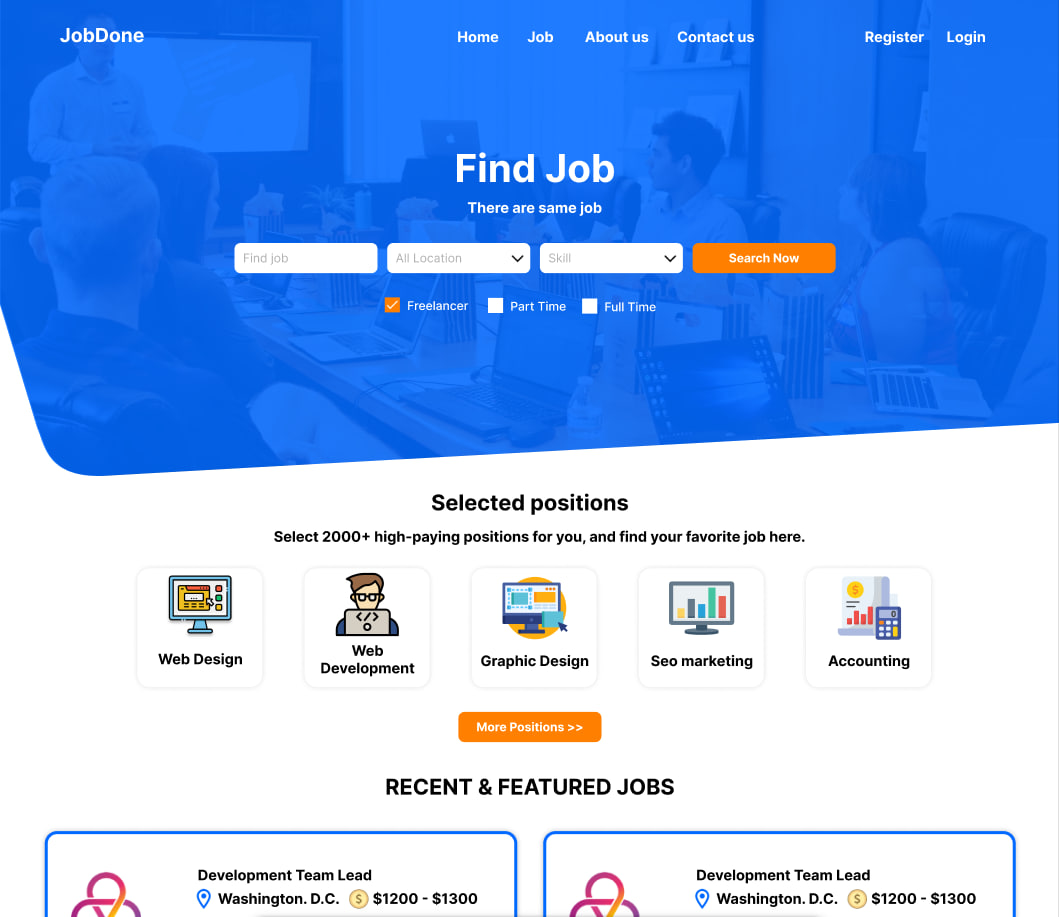 JobDone
Home Job About us Contact us
Register Login
Find Job
There are same job
Find job
All Location
Skill
Search Now
Freelancer
Part Time
Full Time
Selected positions
Select 2000+ high-paying positions for you, and find your favorite job here.
Web Design
Web
Development
Graphic Design
Seo marketing
Accounting
More Positions >>
RECENT & FEATURED JOBS
Development Team Lead
Washington. D.C. $1200 - $1300
Development Team Lead
Washington. D.C. $1200 - $1300